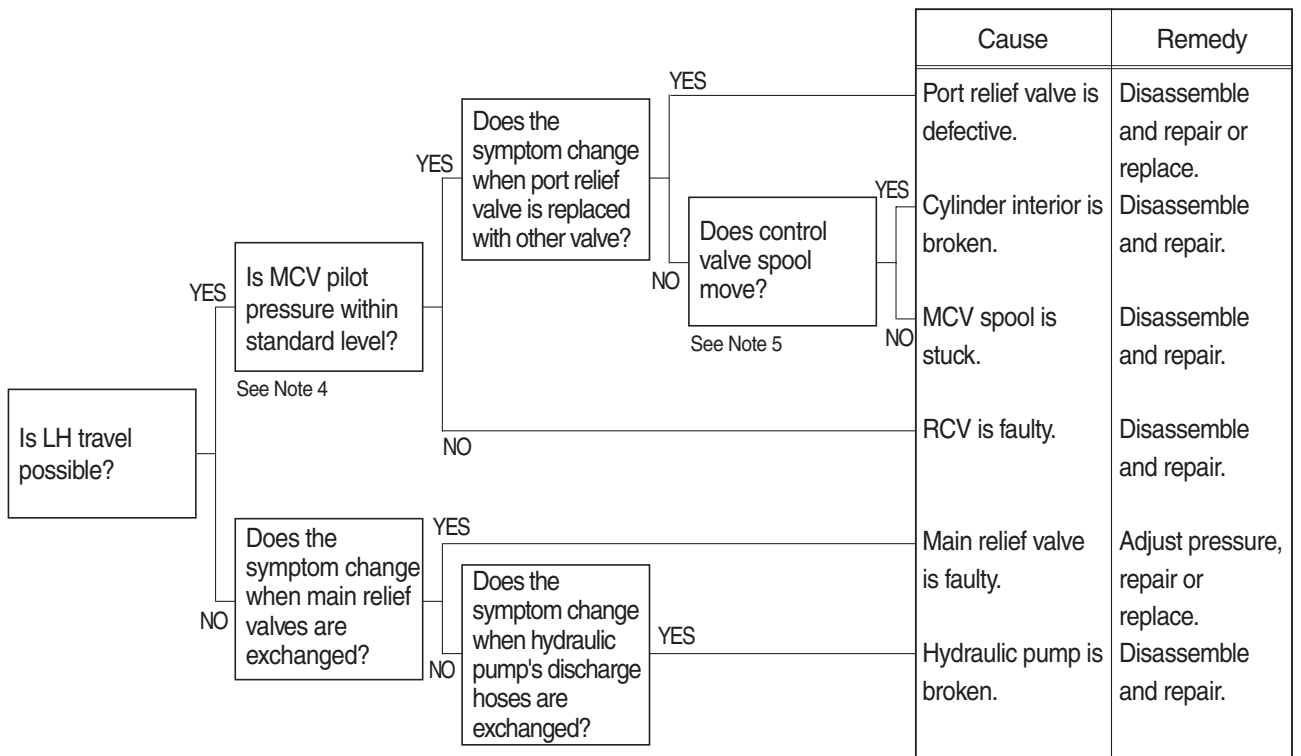 Is LH travel
possible?
YES
NO
Is MCV pilot
pressure within
standard level?
See Note 4
YES
NO
Does the
symptom change
when port relief
valve is replaced
with other valve?
YES
NO
Does control
valve spool
move?
See Note 5
YES
NO
Does the
symptom change
when main relief
valves are
exchanged?
YES
NO
Does the
symptom change
when hydraulic
pump's discharge
hoses are
exchanged?
YES
Cause
Remedy
Port relief valve is
defective.
Disassemble
and repair or
replace.
Cylinder interior is
broken.
Disassemble
and repair.
MCV spool is
stuck.
Disassemble
and repair.
RCV is faulty.
Disassemble
and repair.
Main relief valve
is faulty.
Adjust pressure,
repair or
replace.
Hydraulic pump is
broken.
Disassemble
and repair.